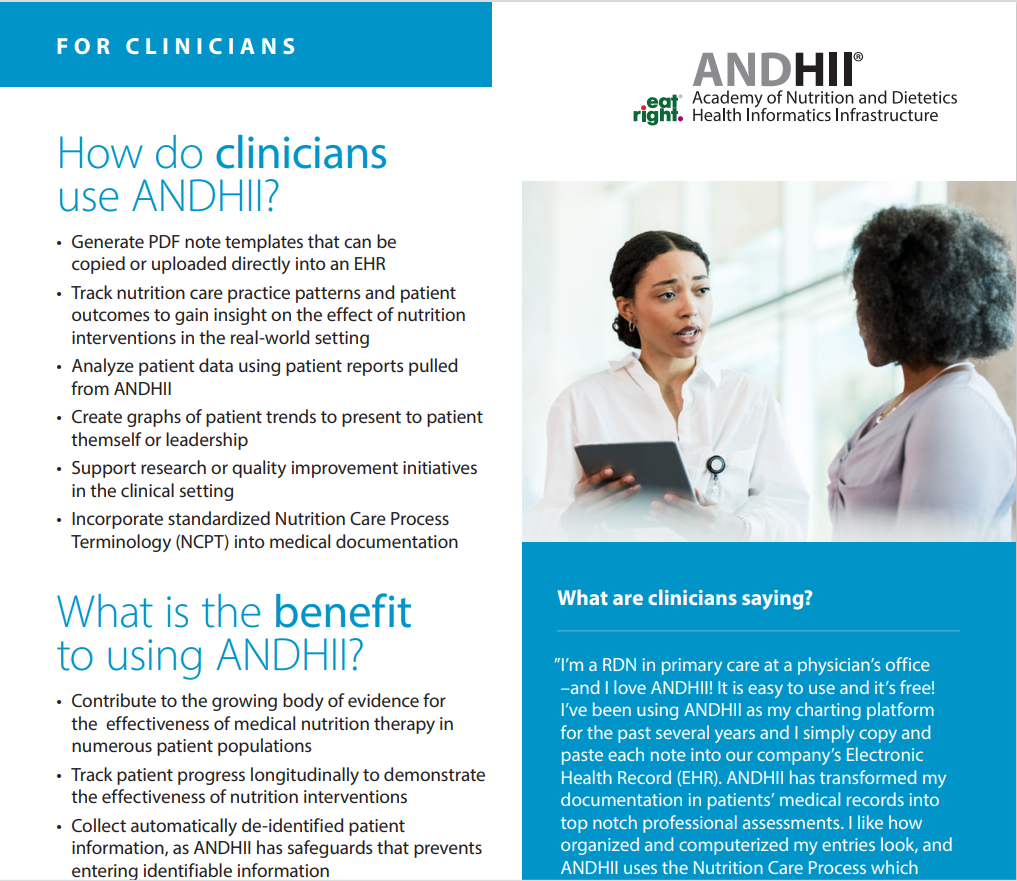 FOR CLINICIANS
How do clinicians
use ANDHII?
• Generate PDF note templates that can be
copied or uploaded directly into an EHR
• Track nutrition care practice patterns and patient
outcomes to gain insight on the effect of nutrition
interventions in the real-world setting
• Analyze patient data using patient reports pulled
from ANDHII
• Create graphs of patient trends to present to patient
themself or leadership
• Support research or quality improvement initiatives
in the clinical setting
• Incorporate standardized Nutrition Care Process
Terminology (NCPT) into medical documentation
What is the benefit
to using ANDHII?
• Contribute to the growing body of evidence for
the  effectiveness of medical nutrition therapy in
numerous patient populations
• Track patient progress longitudinally to demonstrate
the effectiveness of nutrition interventions
• Collect automatically de-identified patient
information, as ANDHII has safeguards that prevents
entering identifiable information
ANDHII®
eat
right.
Academy of Nutrition and Dietetics
Health Informatics Infrastructure
What are clinicians saying?
"I'm a RDN in primary care at a physician's office
–and I love ANDHII! It is easy to use and it's free!
I've been using ANDHII as my charting platform
for the past several years and I simply copy and
paste each note into our company's Electronic
Health Record (EHR). ANDHII has transformed my
documentation in patients' medical records into
top notch professional assessments. I like how
organized and computerized my entries look, and
ANDHII uses the Nutrition Care Process which